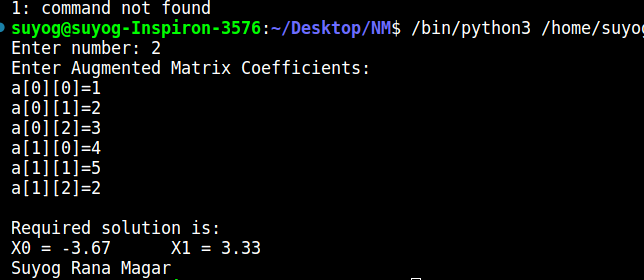 1: command not found
suyog@suyog-Inspiron-3576:~/Desktop/NM$ /bin/python3 /home/suyog
Enter number: 2
Enter Augmented Matrix Coefficients:
a[0][0]=1
a[0][1]=2
a[0][2]=3
a[1][0]=4
a[1][1]=5
a[1][2]=2
Required solution is:
X0 = -3.67      X1 = 3.33
Suyog Rana Magar